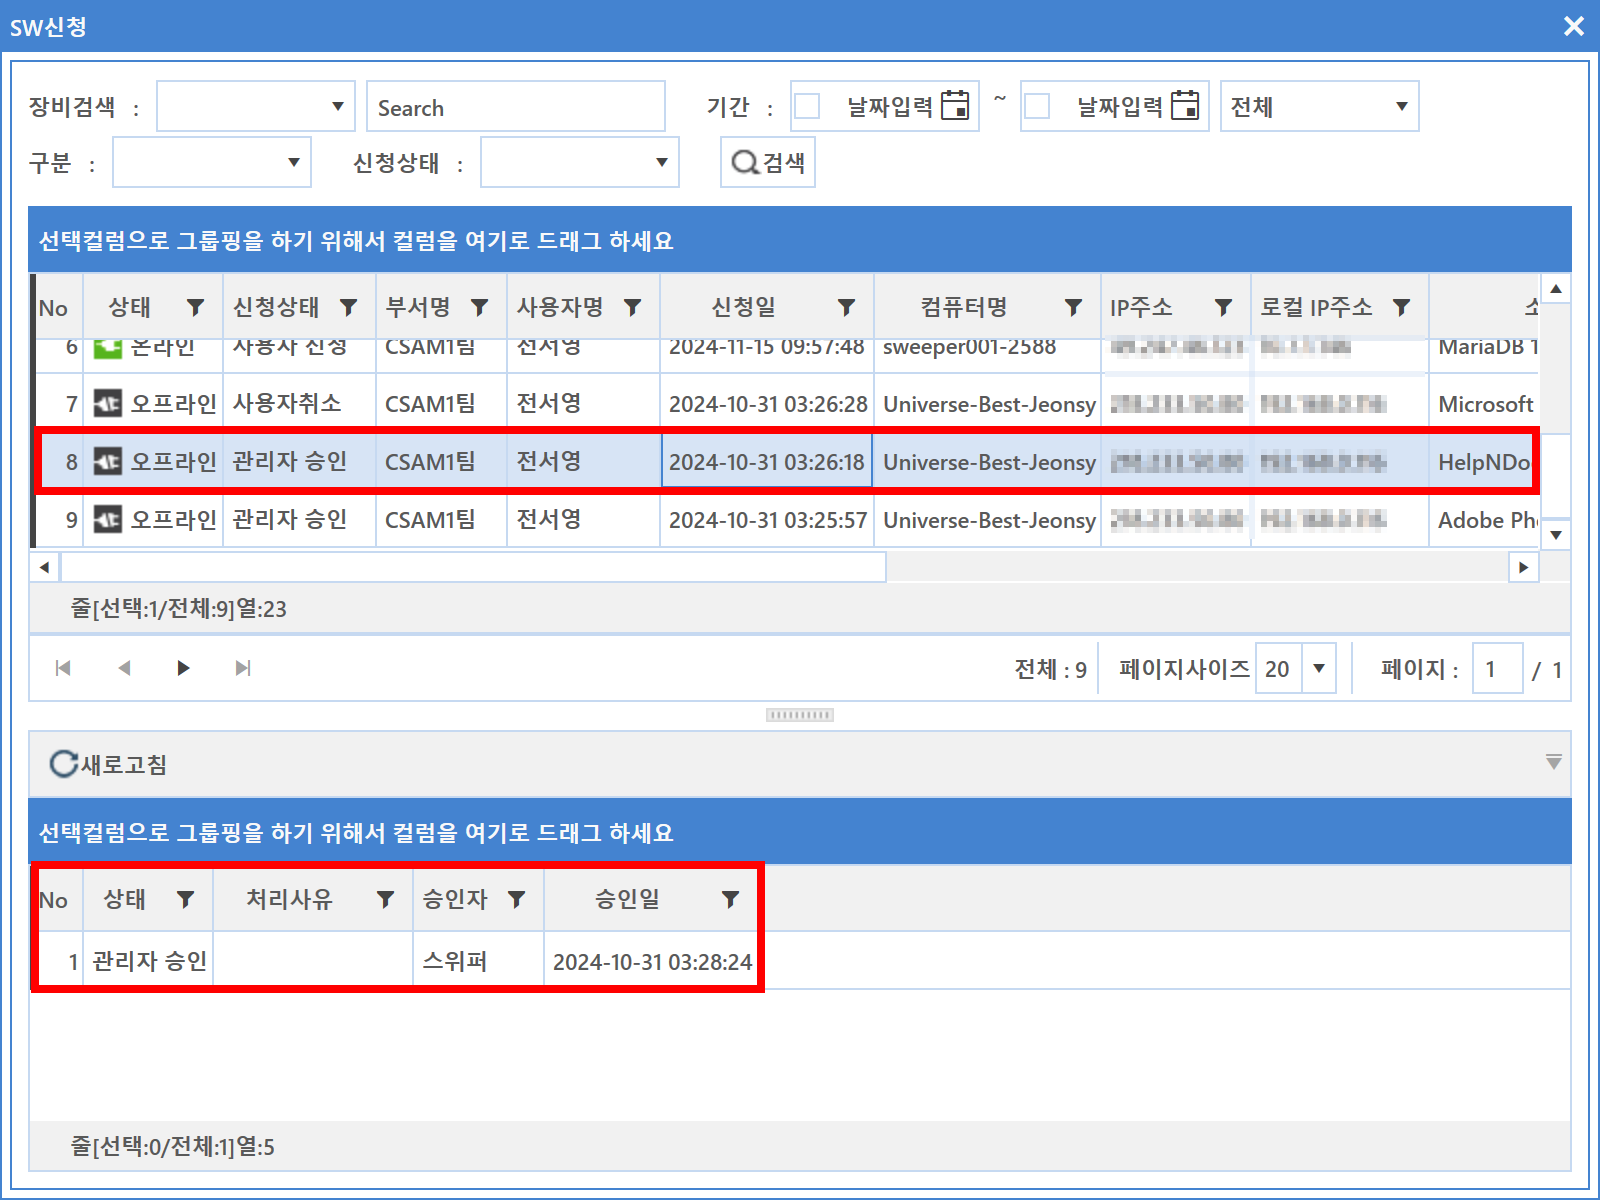 SW신청
장비검색 : Search 기간 : 날짜입력 ~ 날짜입력 전체
구분 : 신청상태 : 검색
선택컬럼으로 그룹핑을 하기 위해서 컬럼을 여기로 드래그 하세요
No 상태 신청상태 부서명 사용자명 신청일 컴퓨터명 IP주소 로컬 IP주소
6 온라인 사용자 신청 CSAM1팀 전서영 2024-11-15 09:57:48 sweeper001-2588 MariaDB 1
7 오프라인 사용자취소 CSAM1팀 전서영 2024-10-31 03:26:28 Universe-Best-Jeonsy Microsoft
8 오프라인 관리자 승인 CSAM1팀 전서영 2024-10-31 03:26:18 Universe-Best-Jeonsy HelpNDo
9 오프라인 관리자 승인 CSAM1팀 전서영 2024-10-31 03:25:57 Universe-Best-Jeonsy Adobe Ph
줄[선택:1/전체:9]열:23
전체 : 9 페이지사이즈 20 페이지 : 1 / 1
새로고침
선택컬럼으로 그룹핑을 하기 위해서 컬럼을 여기로 드래그 하세요
No 상태 처리사유 승인자 승인일
1 관리자 승인 스위퍼 2024-10-31 03:28:24
줄[선택:0/전체:1]열:5